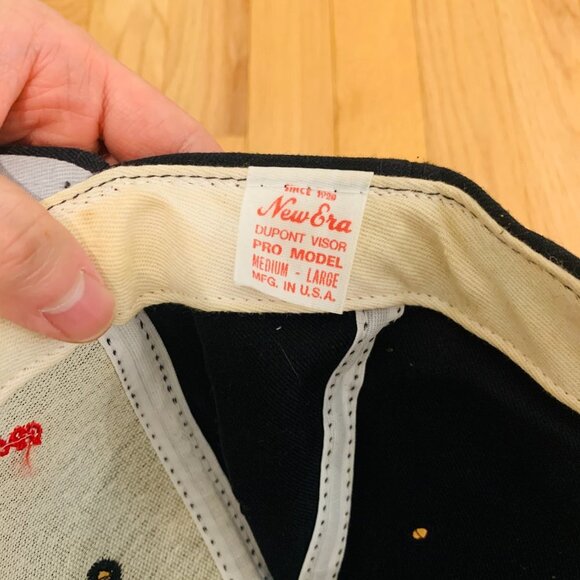 SINCE 1920
NewEra
DUPONT VISOR
PRO MODEL
MEDIUM - LARGE
MFG. IN U.S.A.